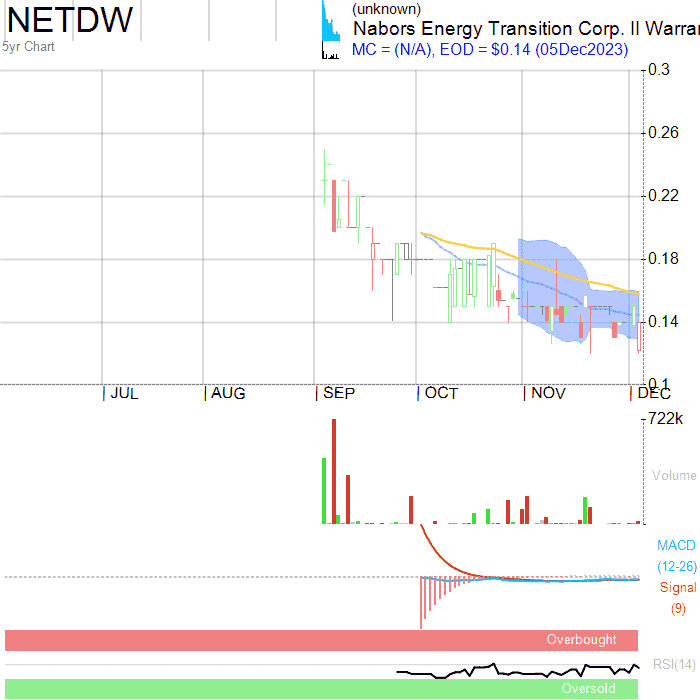 NETDW
5yr Chart
(unknown)
Nabors Energy Transition Corp. II Warrar
MC = (N/A), EOD = $0.14 (05Dec2023)
0.3
0.26
0.22
0.18
0.14
0.1
JUL AUG SEP OCT NOV DEC
722k
Volume
MACD
(12-26)
Signal
(9)
Overbought
RSI(14)
Oversold